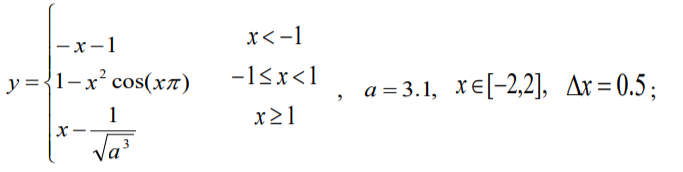 y = { −x−1   x < −1
1−x² cos(xπ)   −1 ≤ x < 1
x − 1/√a³   x ≥ 1
, a = 3.1, x∈[−2,2], Δx = 0.5;